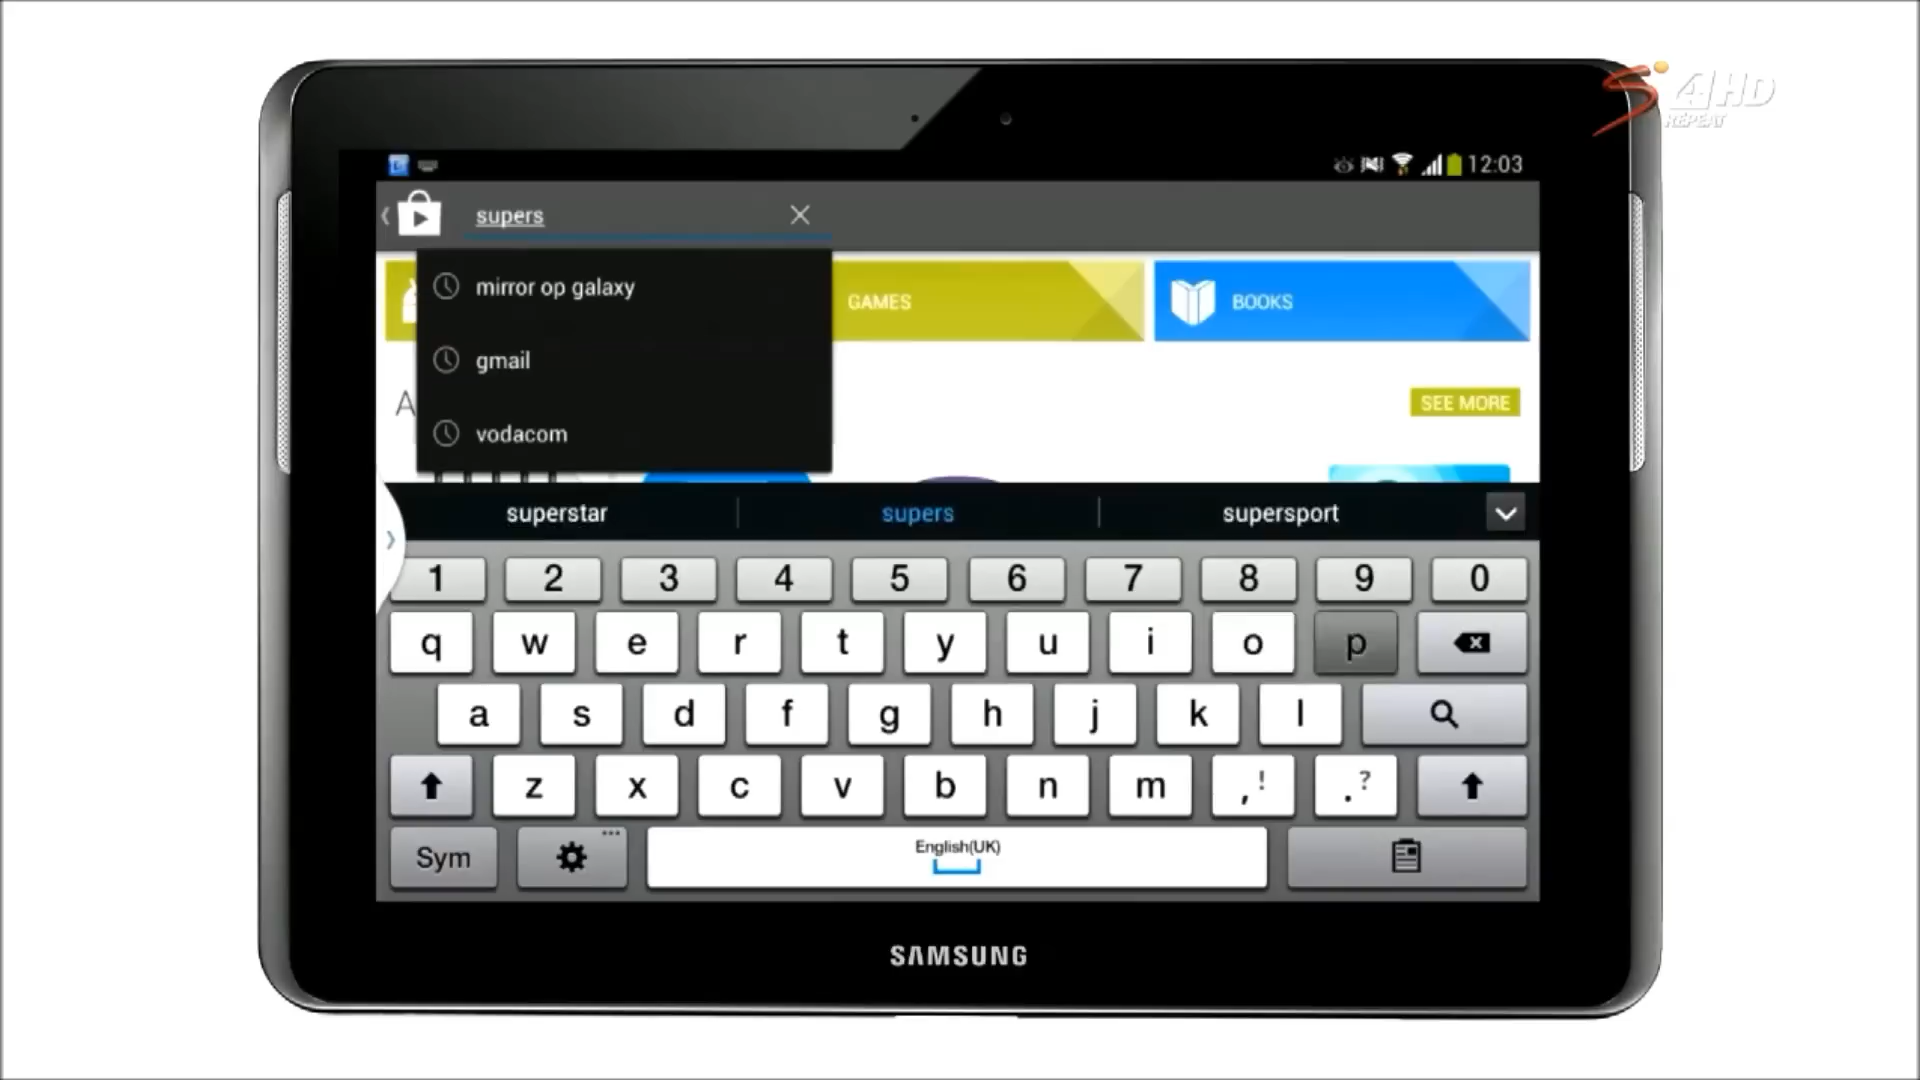 4HD
REPEAT
12:03
supers
mirror op galaxy
gmail
vodacom
GAMES
BOOKS
A
SEE MORE
superstar supers supersport
1 2 3 4 5 6 7 8 9 0
q w e r t y u i o p
a s d f g h j k l
z x c v b n m ,! .?
Sym ... English(UK)
SAMSUNG